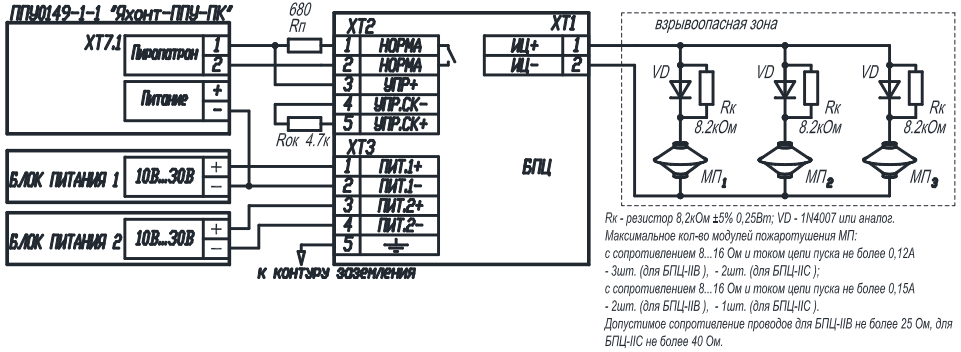 ППУ0149-1-1 "Яхонт-ППУ-ПК"
XT7.1
Пиропатрон
1
2
Питание
+
-
БЛОК ПИТАНИЯ 1
10В...30В
+
-
БЛОК ПИТАНИЯ 2
10В...30В
+
-
680
Rп
Rок 4.7к
к контуру заземления
XT2
1 НОРМА
2 НОРМА
3 УПР+
4 УПР.СК-
5 УПР.СК+
XT3
1 ПИТ.1+
2 ПИТ.1-
3 ПИТ.2+
4 ПИТ.2-
5
БПЦ
XT1
ИЦ+ 1
ИЦ- 2
взрывоопасная зона
VD
Rк
8.2кОм
МП1
VD
Rк
8.2кОм
МП2
VD
Rк
8.2кОм
МП3
Rк - резистор 8,2кОм ±5% 0,25Вт; VD - 1N4007 или аналог.
Максимальное кол-во модулей пожаротушения МП:
с сопротивлением 8...16 Ом и током цепи пуска не более 0,12А
- 3шт. (для БПЦ-IIB ), - 2шт. (для БПЦ-IIC );
с сопротивлением 8...16 Ом и током цепи пуска не более 0,15А
- 2шт. (для БПЦ-IIB ), - 1шт. (для БПЦ-IIC ).
Допустимое сопротивление проводов для БПЦ-IIB не более 25 Ом, для
БПЦ-IIC не более 40 Ом.